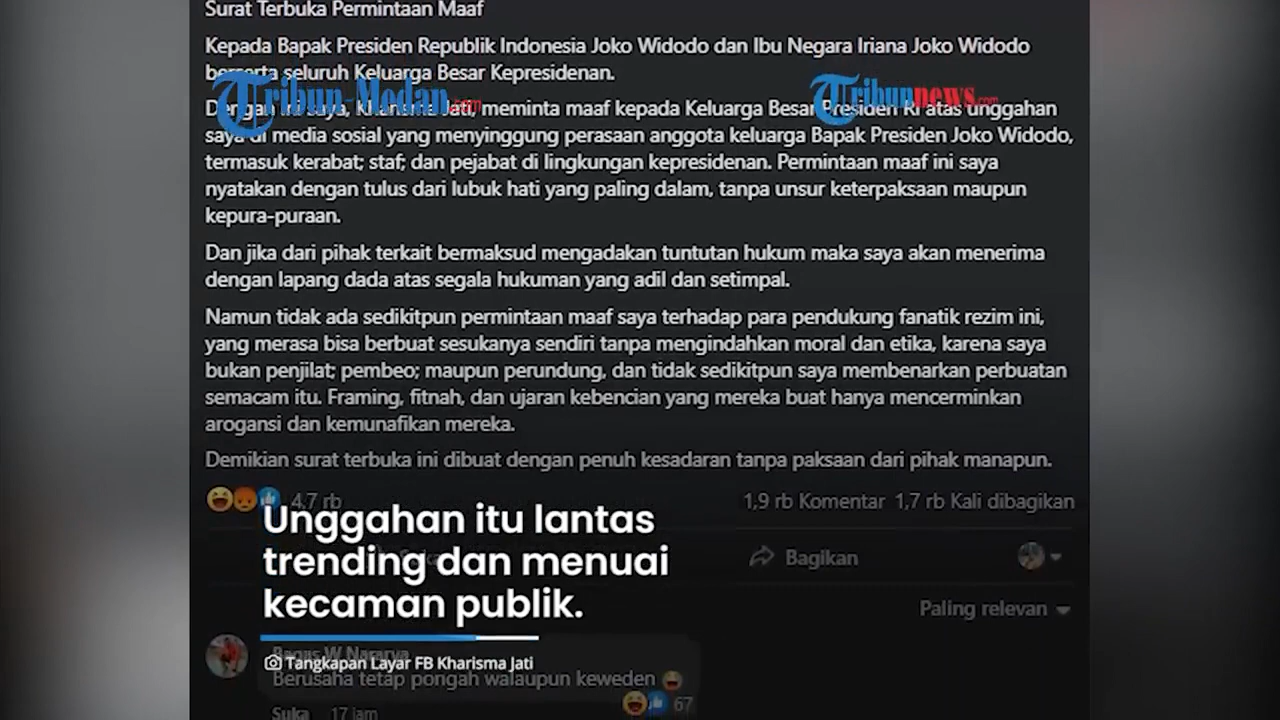 Surat Terbuka Permintaan Maaf
Kepada Bapak Presiden Republik Indonesia Joko Widodo dan Ibu Negara Iriana Joko Widodo
beserta seluruh Keluarga Besar Kepresidenan.
Tribun-Medan.com
Tribunnews.com
Dengan ini saya, Kharisma Jati, meminta maaf kepada Keluarga Besar Presiden RI atas unggahan
saya di media sosial yang menyinggung perasaan anggota keluarga Bapak Presiden Joko Widodo,
termasuk kerabat; staf; dan pejabat di lingkungan kepresidenan. Permintaan maaf ini saya
nyatakan dengan tulus dari lubuk hati yang paling dalam, tanpa unsur keterpaksaan maupun
kepura-puraan.
Dan jika dari pihak terkait bermaksud mengadakan tuntutan hukum maka saya akan menerima
dengan lapang dada atas segala hukuman yang adil dan setimpal.
Namun tidak ada sedikitpun permintaan maaf saya terhadap para pendukung fanatik rezim ini,
yang merasa bisa berbuat sesukanya sendiri tanpa mengindahkan moral dan etika, karena saya
bukan penjilat; pembeo; maupun perundung, dan tidak sedikitpun saya membenarkan perbuatan
semacam itu. Framing, fitnah, dan ujaran kebencian yang mereka buat hanya mencerminkan
arogansi dan kemunafikan mereka.
Demikian surat terbuka ini dibuat dengan penuh kesadaran tanpa paksaan dari pihak manapun.
4,7 rb
1,9 rb Komentar 1,7 rb Kali dibagikan
Unggahan itu lantas
trending dan menuai
kecaman publik.
Bagikan
Paling relevan
Bagus W Nararya
Tangkapan Layar FB Kharisma Jati
Berusaha tetap pongah walaupun keweden
67
Suka 17 jam